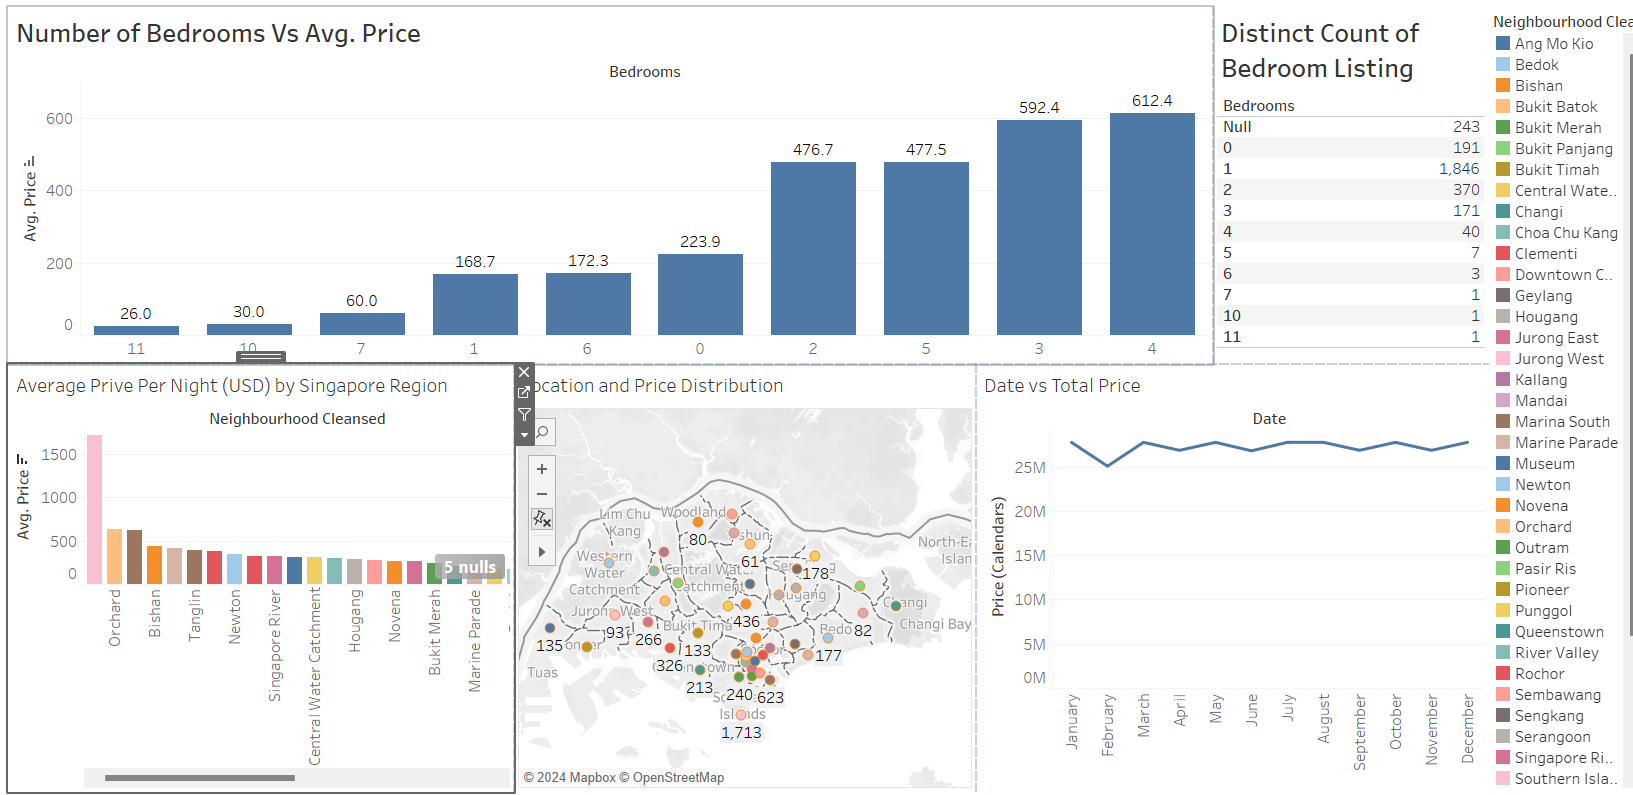 Number of Bedrooms Vs Avg. Price
Bedrooms
Avg. Price
600
400
200
0
26.0
30.0
60.0
168.7
172.3
223.9
476.7
477.5
592.4
612.4
11
10
7
1
6
0
2
5
3
4
Distinct Count of
Bedroom Listing
Bedrooms
Null 243
0 191
1 1,846
2 370
3 171
4 40
5 7
6 3
7 1
10 1
11 1
Neighbourhood Clea
Ang Mo Kio
Bedok
Bishan
Bukit Batok
Bukit Merah
Bukit Panjang
Bukit Timah
Central Wate..
Changi
Choa Chu Kang
Clementi
Downtown C..
Geylang
Hougang
Jurong East
Jurong West
Kallang
Mandai
Marina South
Marine Parade
Museum
Newton
Novena
Orchard
Outram
Pasir Ris
Pioneer
Punggol
Queenstown
River Valley
Rochor
Sembawang
Sengkang
Serangoon
Singapore Ri..
Southern Isla..
Average Prive Per Night (USD) by Singapore Region
Neighbourhood Cleansed
Avg. Price
1500
1000
500
0
5 nulls
Orchard
Bishan
Tanglin
Newton
Singapore River
Central Water Catchment
Hougang
Novena
Bukit Merah
Marine Parade
ocation and Price Distribution
Lim Chu
Kang
Woodland
80
shun
61
North-Ea
Islan
Western
Water
Catchment
Central Wat
Catchment
178
ugang
Changi
Changi Bay
Jurong West
93
266
Bukit Tima
436
Bedo
82
135
oner
133
177
Tuas
326
town
213
240
623
Islands
1,713
© 2024 Mapbox © OpenStreetMap
Date vs Total Price
Date
Price (Calendars)
25M
20M
15M
10M
5M
0M
January
February
March
April
May
June
July
August
September
October
November
December